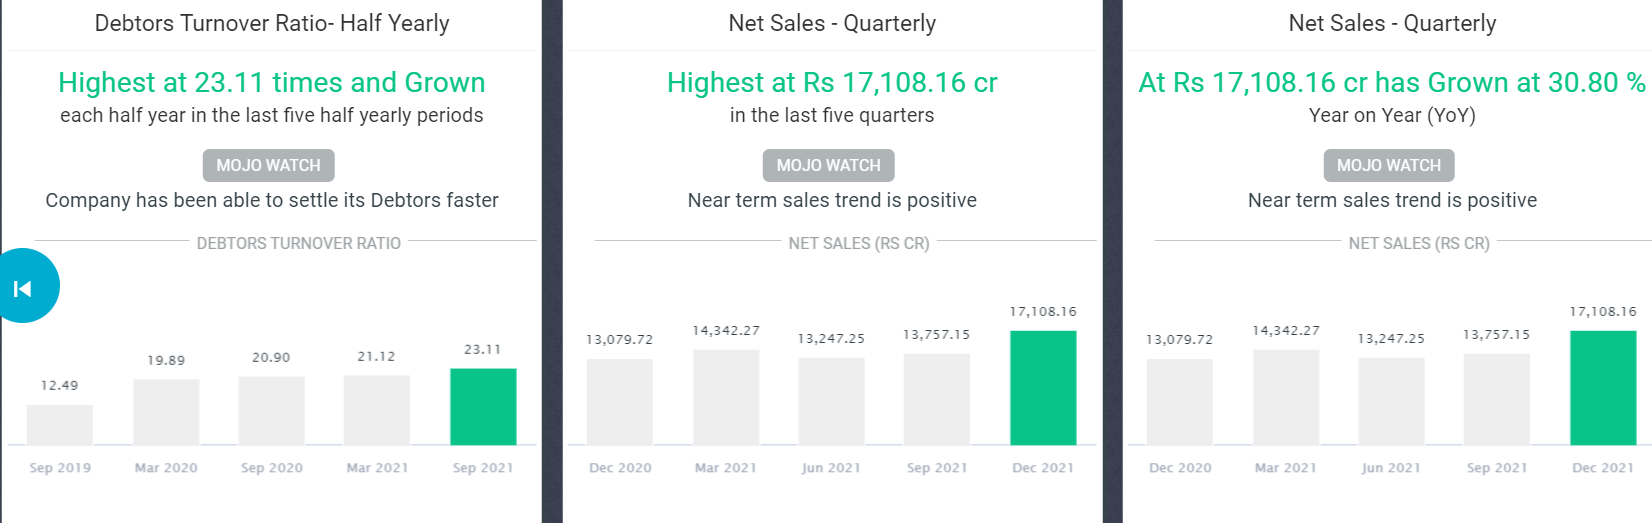 Debtors Turnover Ratio- Half Yearly
Highest at 23.11 times and Grown
each half year in the last five half yearly periods
MOJO WATCH
Company has been able to settle its Debtors faster
DEBTORS TURNOVER RATIO
12.49
19.89
20.90
21.12
23.11
Sep 2019
Mar 2020
Sep 2020
Mar 2021
Sep 2021
Net Sales - Quarterly
Highest at Rs 17,108.16 cr
in the last five quarters
MOJO WATCH
Near term sales trend is positive
NET SALES (RS CR)
13,079.72
14,342.27
13,247.25
13,757.15
17,108.16
Dec 2020
Mar 2021
Jun 2021
Sep 2021
Dec 2021
Net Sales - Quarterly
At Rs 17,108.16 cr has Grown at 30.80 %
Year on Year (YoY)
MOJO WATCH
Near term sales trend is positive
NET SALES (RS CR)
13,079.72
14,342.27
13,247.25
13,757.15
17,108.16
Dec 2020
Mar 2021
Jun 2021
Sep 2021
Dec 2021